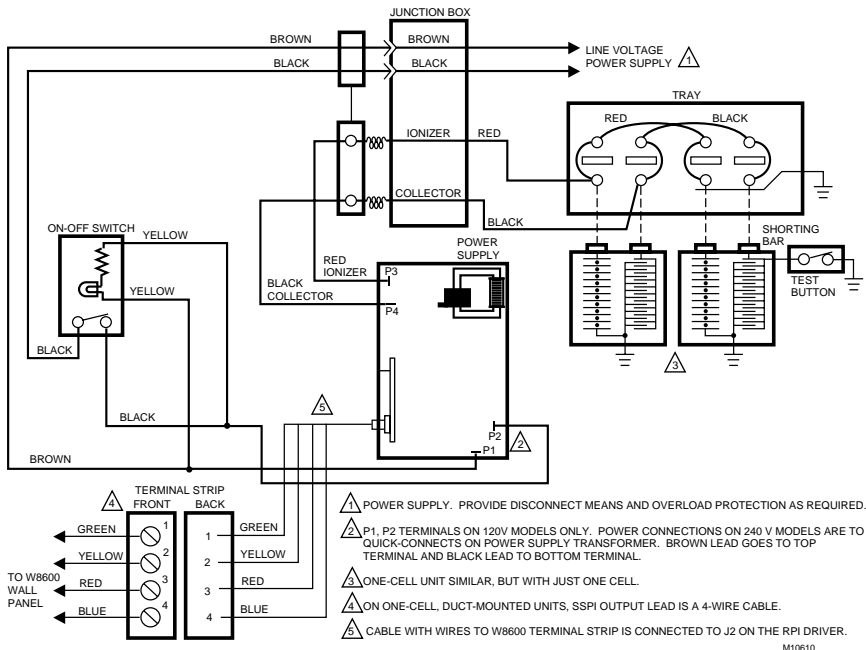 JUNCTION BOX
BROWN
BROWN
BLACK
BLACK
LINE VOLTAGE
POWER SUPPLY
1
TRAY
RED
BLACK
IONIZER
RED
COLLECTOR
BLACK
ON-OFF SWITCH
YELLOW
YELLOW
BLACK
BLACK
BROWN
RED
IONIZER
BLACK
COLLECTOR
POWER
SUPPLY
P3
P4
P2
P1
2
5
SHORTING
BAR
TEST
BUTTON
3
4
TERMINAL STRIP
FRONT
BACK
GREEN
1
1
GREEN
YELLOW
2
2
YELLOW
RED
3
3
RED
BLUE
4
4
BLUE
TO W8600
WALL
PANEL
1 POWER SUPPLY. PROVIDE DISCONNECT MEANS AND OVERLOAD PROTECTION AS REQUIRED.
2 P1, P2 TERMINALS ON 120V MODELS ONLY. POWER CONNECTIONS ON 240 V MODELS ARE TO
QUICK-CONNECTS ON POWER SUPPLY TRANSFORMER. BROWN LEAD GOES TO TOP
TERMINAL AND BLACK LEAD TO BOTTOM TERMINAL.
3 ONE-CELL UNIT SIMILAR, BUT WITH JUST ONE CELL.
4 ON ONE-CELL, DUCT-MOUNTED UNITS, SSPI OUTPUT LEAD IS A 4-WIRE CABLE.
5 CABLE WITH WIRES TO W8600 TERMINAL STRIP IS CONNECTED TO J2 ON THE RPI DRIVER.
M10610